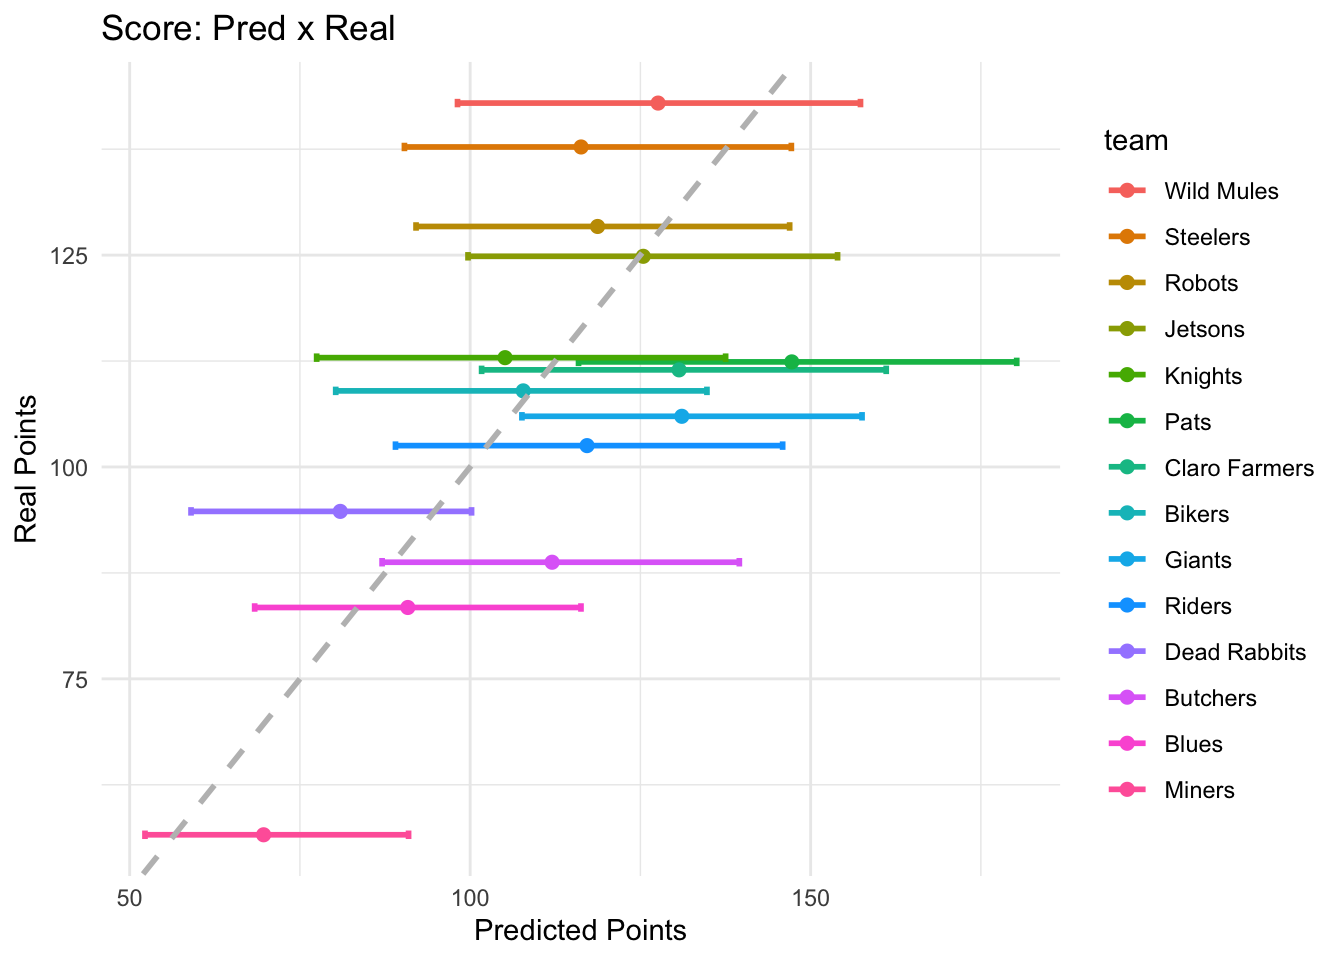 Score: Pred x Real
Real Points
125
100
75
50
100
150
Predicted Points
team
Wild Mules
Steelers
Robots
Jetsons
Knights
Pats
Claro Farmers
Bikers
Giants
Riders
Dead Rabbits
Butchers
Blues
Miners